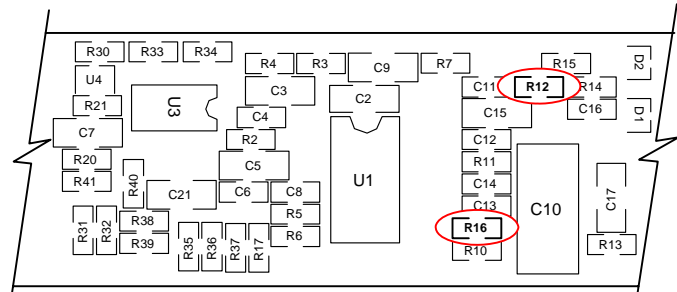 R30 R33 R34
R4 R3 C9 R7 R15 D2
U4 C3 C11 R12 R14
R21 U3 C2 C15 C16 D1
C7 C4
R2 C12
R20 C5 U1 R11
R41 R40 C21 C6 C8 C14 C10 C17
R5 C13
R31 R32 R38 R16
R39 R35 R36 R37 R17 R6 R10 R13